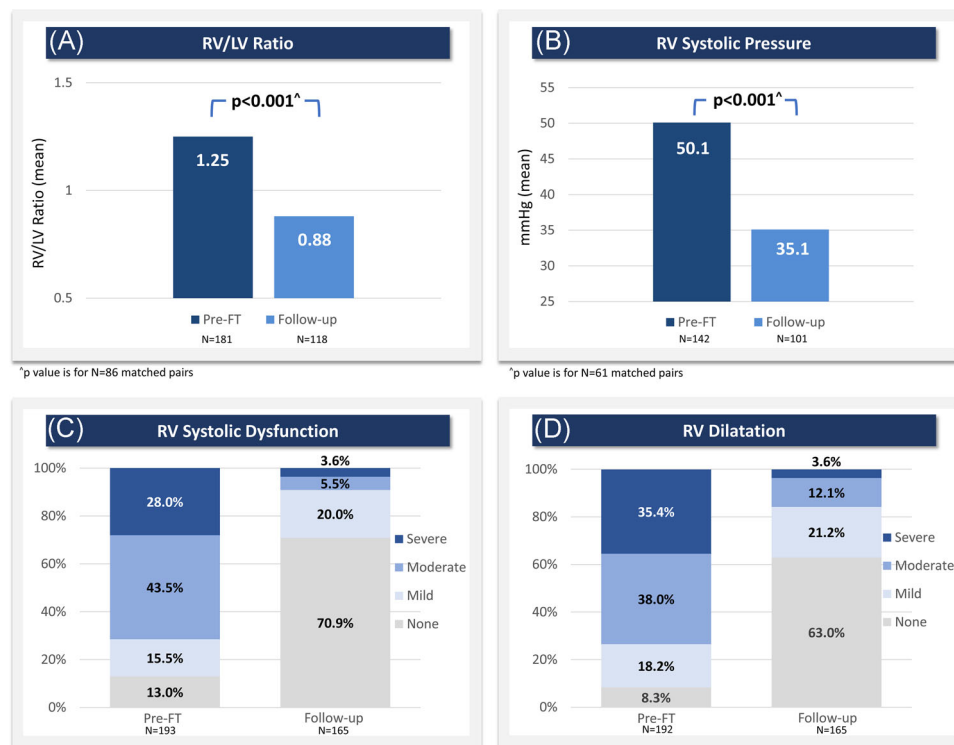 (A) RV/LV Ratio
1.5
1
0.5
RV/LV Ratio (mean)
p<0.001^
1.25
0.88
Pre-FT Follow-up
N=181 N=118
^p value is for N=86 matched pairs
(B) RV Systolic Pressure
55
50
45
40
35
30
25
mmHg (mean)
p<0.001^
50.1
35.1
Pre-FT Follow-up
N=142 N=101
^p value is for N=61 matched pairs
(C) RV Systolic Dysfunction
100%
80%
60%
40%
20%
0%
28.0%
43.5%
15.5%
13.0%
3.6%
5.5%
20.0%
70.9%
Severe
Moderate
Mild
None
Pre-FT Follow-up
N=193 N=165
(D) RV Dilatation
100%
80%
60%
40%
20%
0%
35.4%
38.0%
18.2%
8.3%
3.6%
12.1%
21.2%
63.0%
Severe
Moderate
Mild
None
Pre-FT Follow-up
N=192 N=165